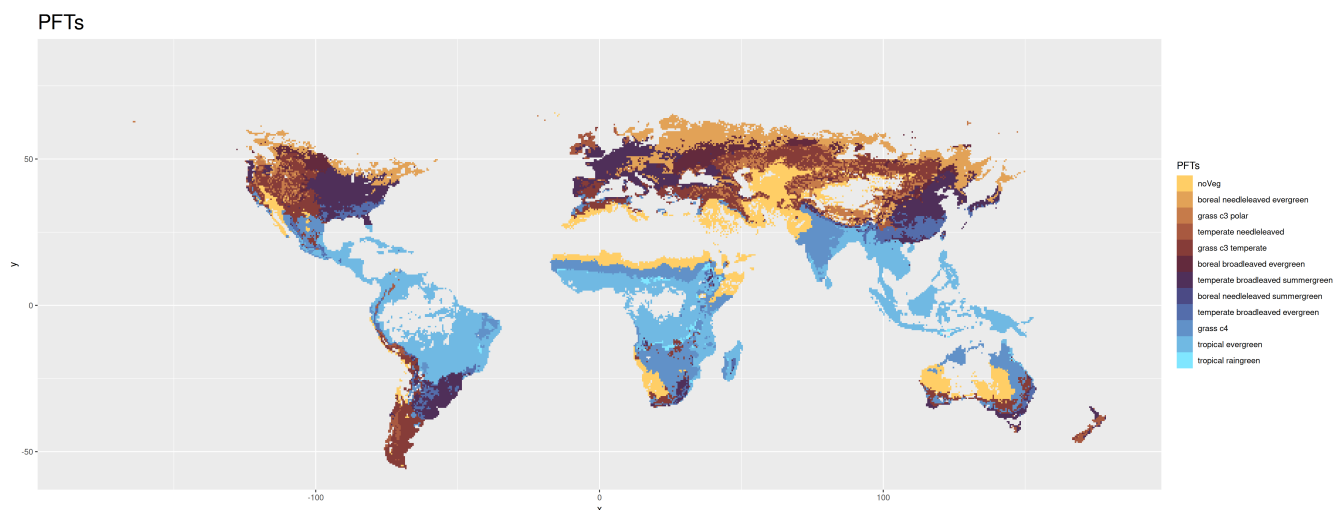 PFTs
50
0
-50
y
-100
0
100
x
PFTs
noVeg
boreal needleleaved evergreen
grass c3 polar
temperate needleleaved
grass c3 temperate
boreal broadleaved evergreen
temperate broadleaved summergreen
boreal needleleaved summergreen
temperate broadleaved evergreen
grass c4
tropical evergreen
tropical raingreen